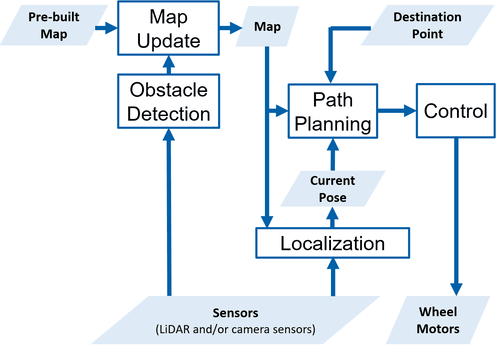 Pre-built
Map
Map
Update
Map
Destination
Point
Obstacle
Detection
Path
Planning
Control
Current
Pose
Localization
Sensors
(LiDAR and/or camera sensors)
Wheel
Motors